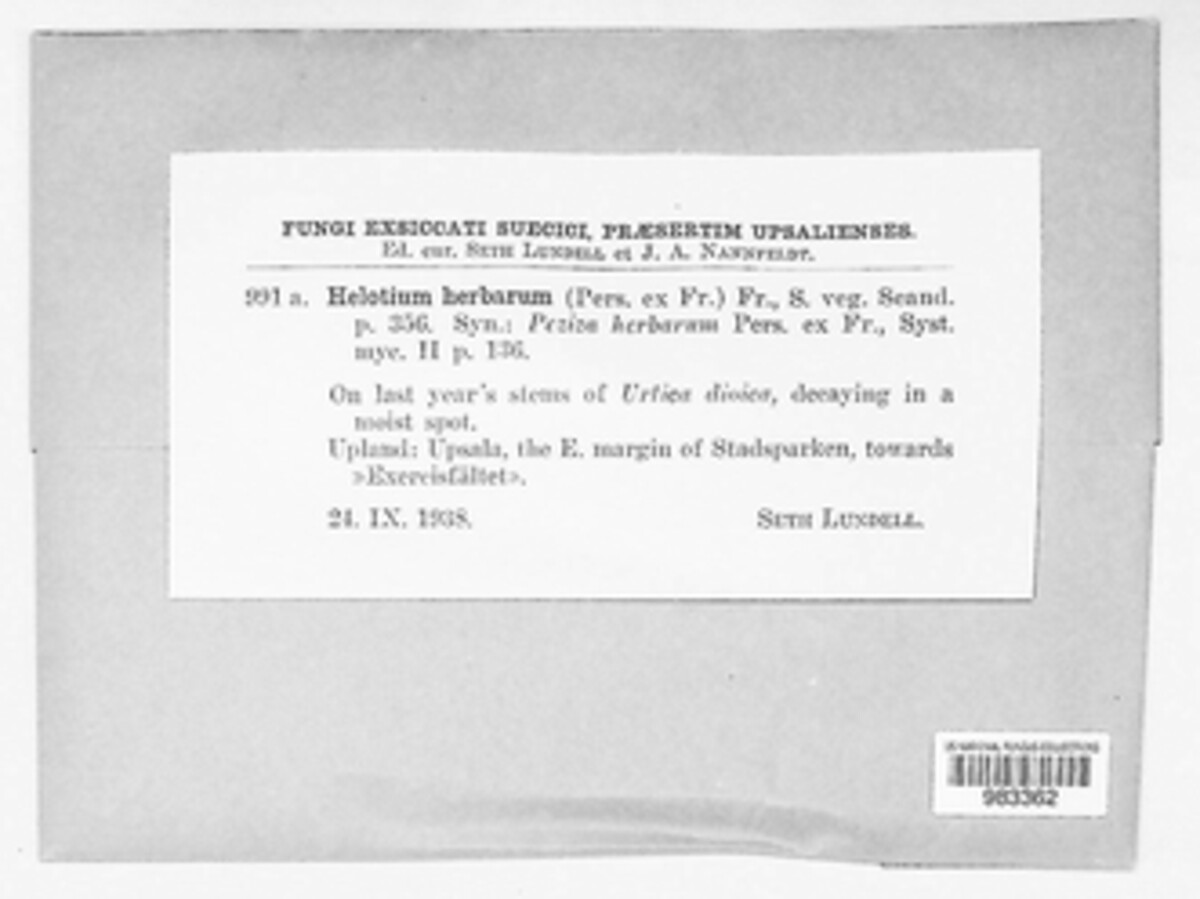 FUNGI EXSICCATI SUECICI, PRÆSERTIM UPSALIENSES.
Ed. cur. SETH LUNDELL et J. A. NANNFELDT.
991 a. Helotium herbarum (Pers. ex Fr.) Fr., S. veg. Scand.
p. 356. Syn.: Peziza herbarum Pers. ex Fr., Syst.
myc. II p. 136.
On last year's stems of Urtica dioica, decaying in a
moist spot.
Upland: Upsala, the E. margin of Stadsparken, towards
»Exercisfältet».
24. IX. 1938. SETH LUNDELL.
983362